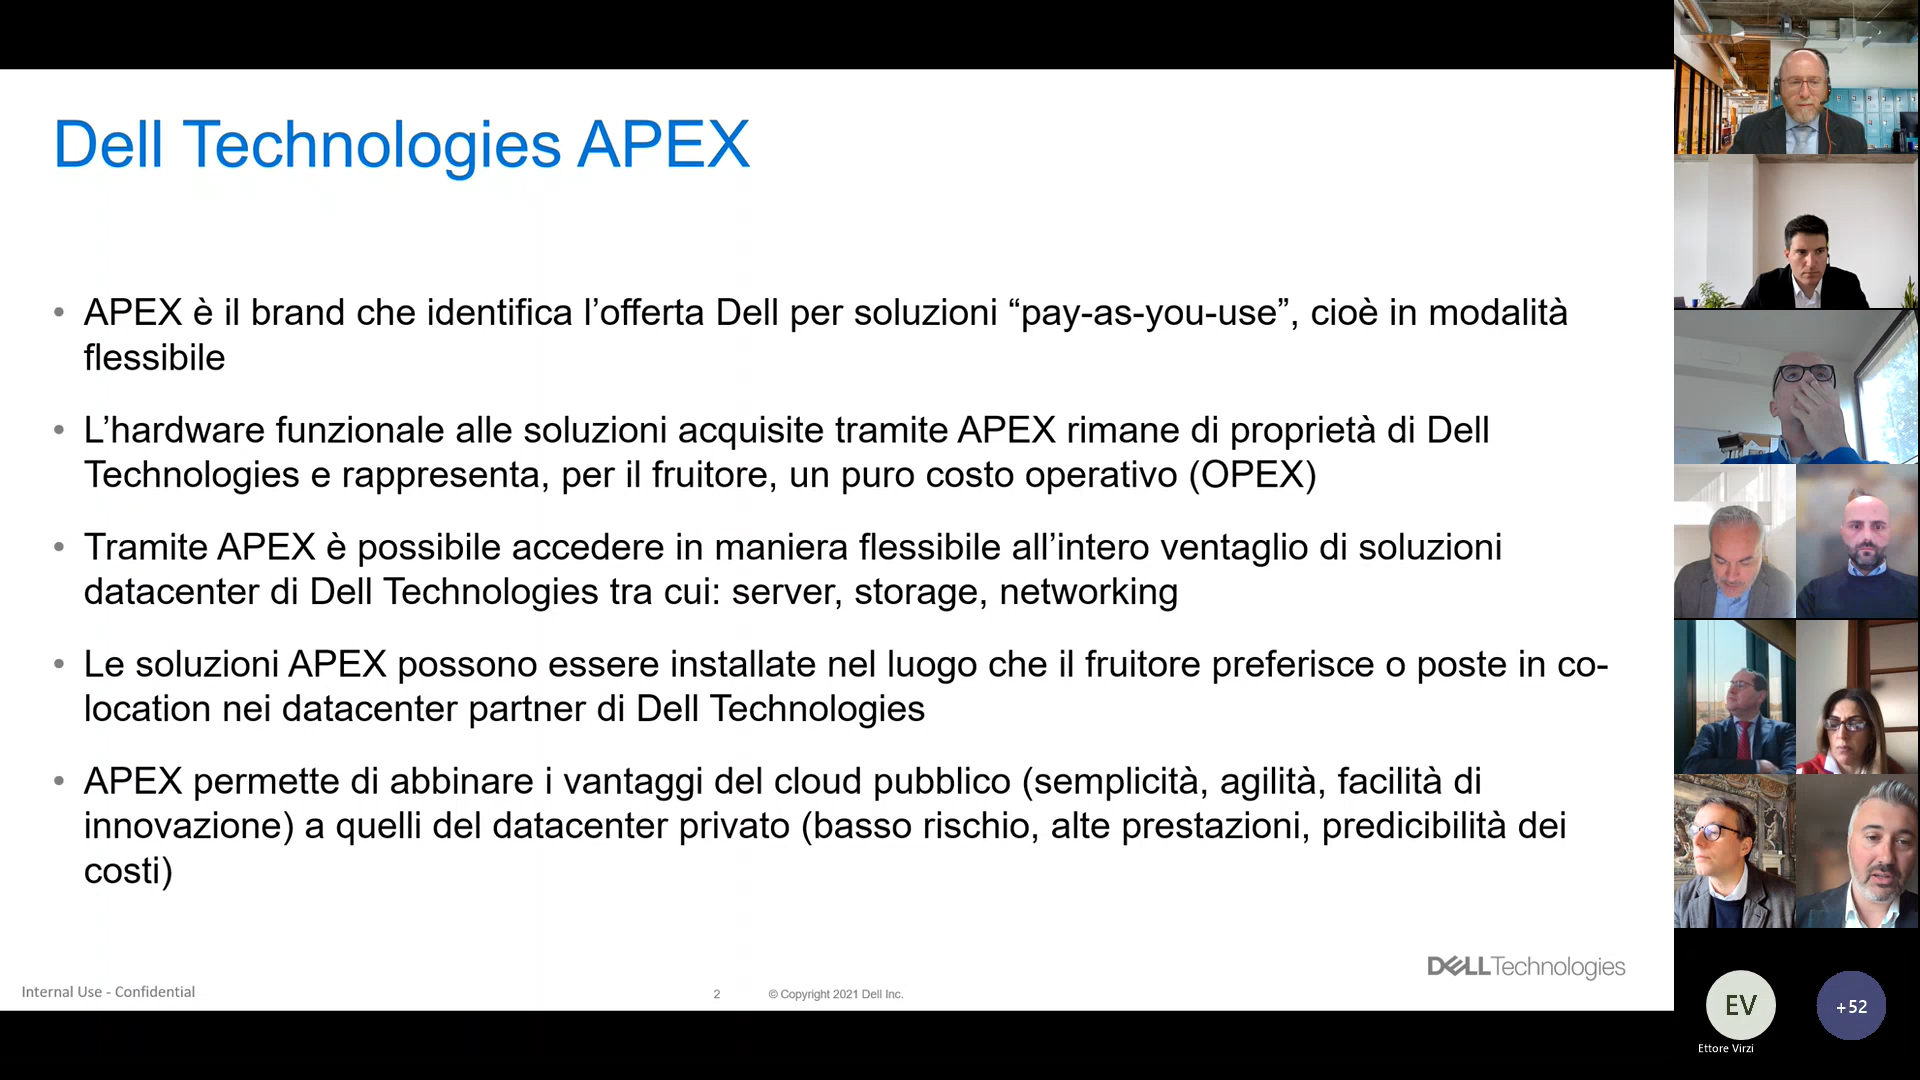 Dell Technologies APEX
• APEX è il brand che identifica l’offerta Dell per soluzioni “pay-as-you-use”, cioè in modalità
flessibile
• L’hardware funzionale alle soluzioni acquisite tramite APEX rimane di proprietà di Dell
Technologies e rappresenta, per il fruitore, un puro costo operativo (OPEX)
• Tramite APEX è possibile accedere in maniera flessibile all’intero ventaglio di soluzioni
datacenter di Dell Technologies tra cui: server, storage, networking
• Le soluzioni APEX possono essere installate nel luogo che il fruitore preferisce o poste in co-
location nei datacenter partner di Dell Technologies
• APEX permette di abbinare i vantaggi del cloud pubblico (semplicità, agilità, facilità di
innovazione) a quelli del datacenter privato (basso rischio, alte prestazioni, predicibilità dei
costi)
DELL Technologies
Internal Use - Confidential
2
© Copyright 2021 Dell Inc.
EV
+52
Ettore Virzi